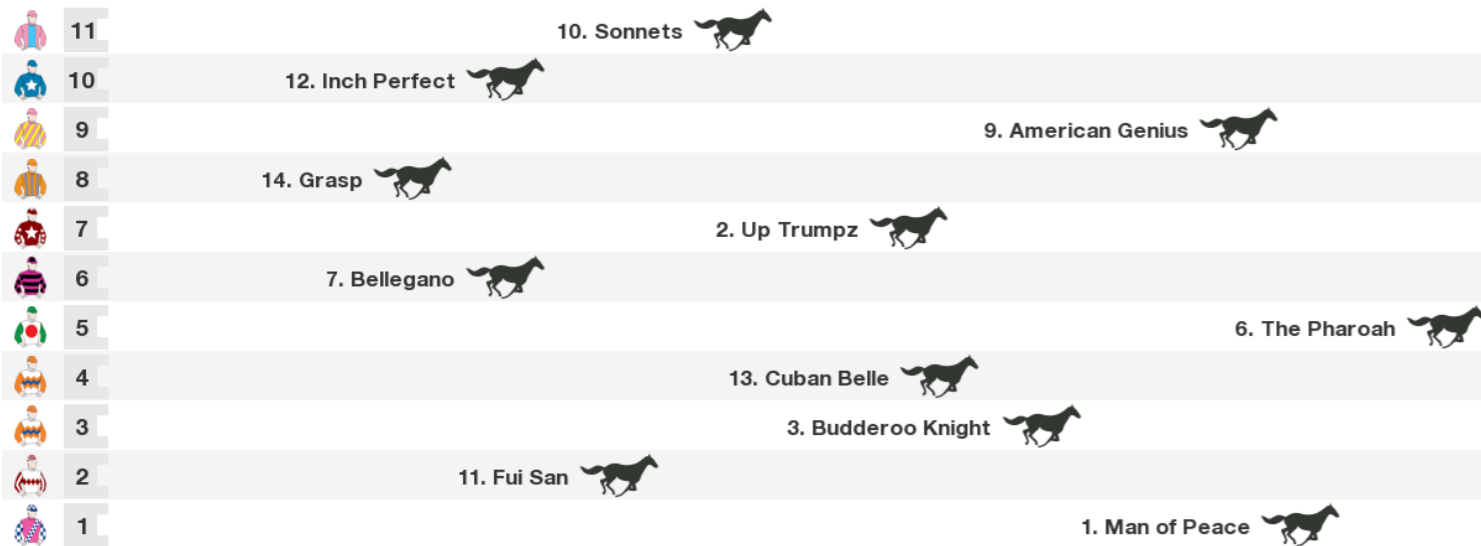 11 10. Sonnets
10 12. Inch Perfect
9 9. American Genius
8 14. Grasp
7 2. Up Trumpz
6 7. Bellegano
5 6. The Pharoah
4 13. Cuban Belle
3 3. Budderoo Knight
2 11. Fui San
1 1. Man of Peace